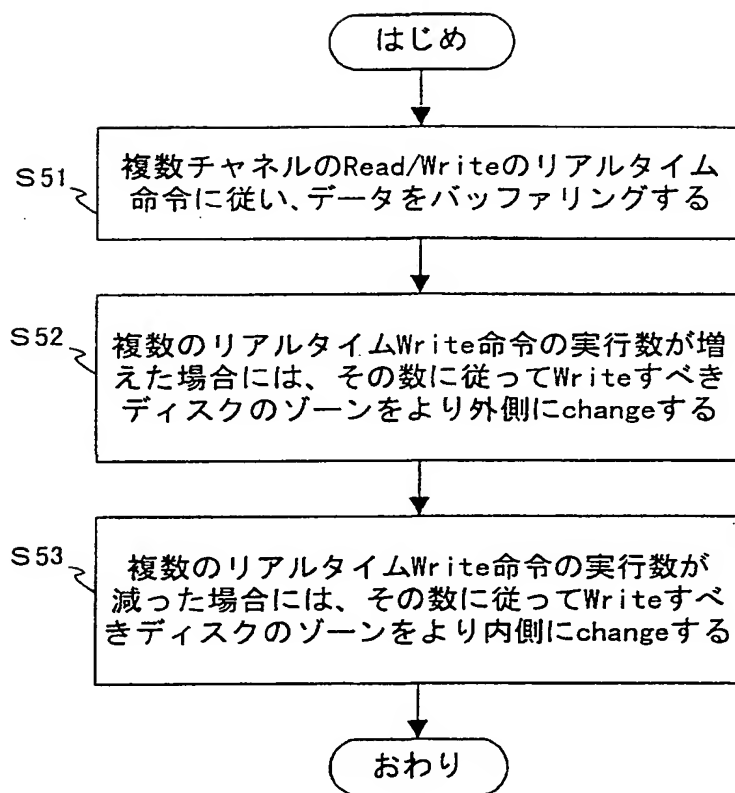 はじめ
S51
複数チャネルのRead/Writeのリアルタイム
命令に従い、データをバッファリングする
S52
複数のリアルタイムWrite命令の実行数が増
えた場合には、その数に従ってWriteすべき
ディスクのゾーンをより外側にchangeする
S53
複数のリアルタイムWrite命令の実行数が
減った場合には、その数に従ってWriteすべ
きディスクのゾーンをより内側にchangeする
おわり